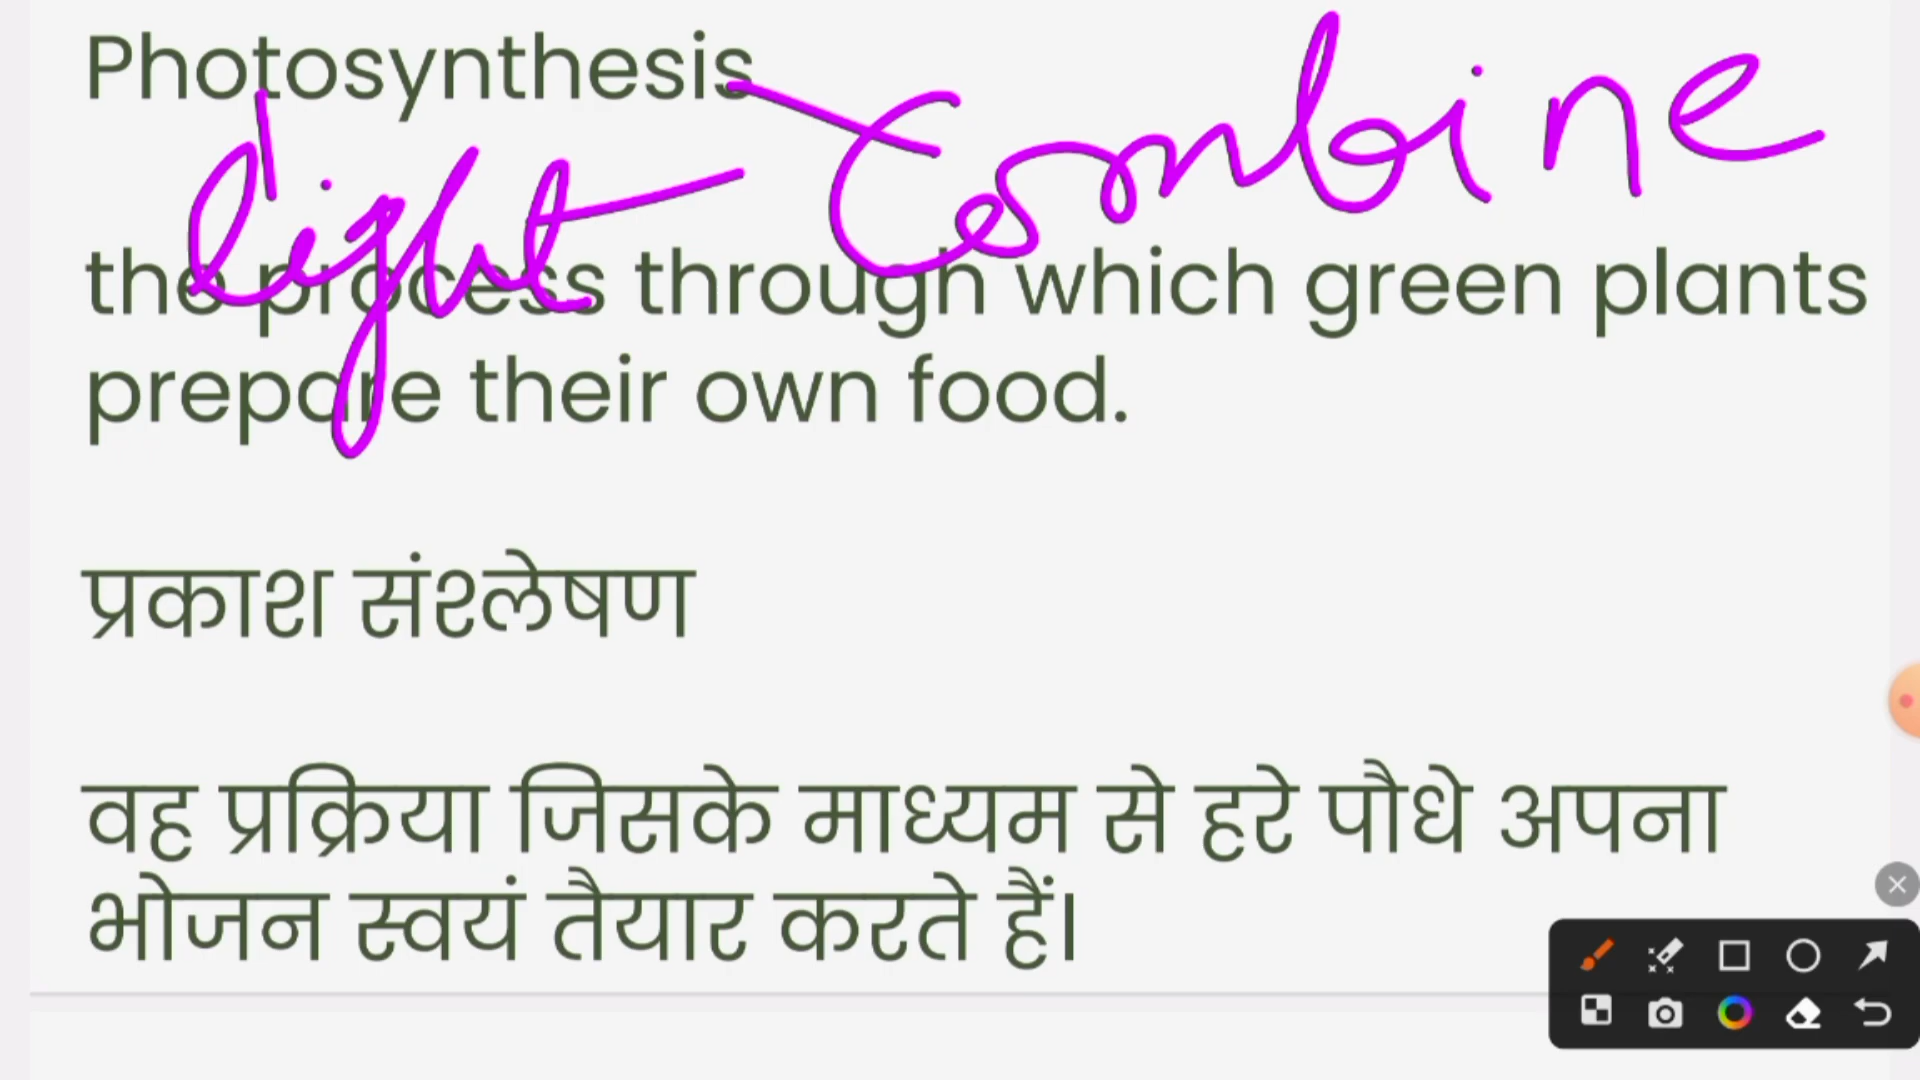 Photosynthesis
light combine
the process through which green plants
prepare their own food.
प्रकाश संश्लेषण
वह प्रक्रिया जिसके माध्यम से हरे पौधे अपना
भोजन स्वयं तैयार करते हैं।